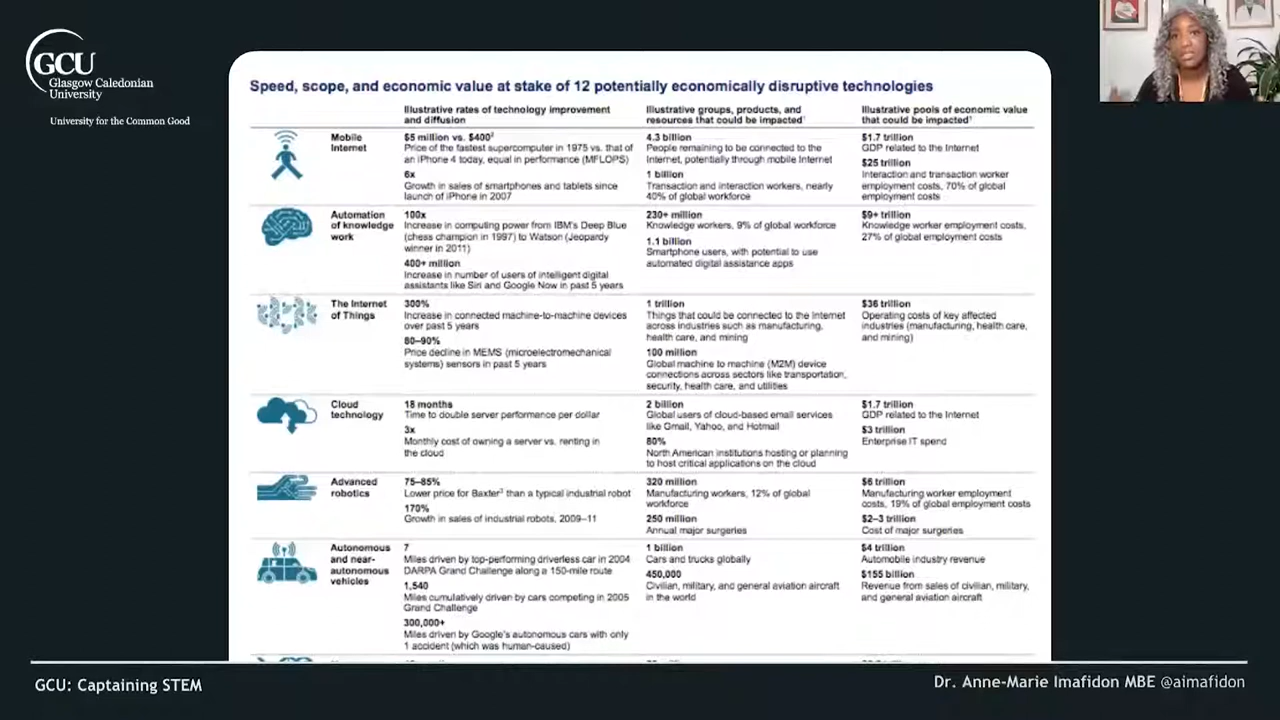 GCU
Glasgow Caledonian
University
University for the Common Good
Speed, scope, and economic value at stake of 12 potentially economically disruptive technologies
Illustrative rates of technology improvement
and diffusion
Illustrative groups, products, and
resources that could be impacted¹
Illustrative pools of economic value
that could be impacted¹
Mobile
Internet
$5 million vs. $400²
Price of the fastest supercomputer in 1975 vs. that of
an iPhone 4 today, equal in performance (MFLOPS)
6x
Growth in sales of smartphones and tablets since
launch of iPhone in 2007
4.3 billion
People remaining to be connected to the
Internet, potentially through mobile Internet
1 billion
Transaction and interaction workers, nearly
40% of global workforce
$1.7 trillion
GDP related to the Internet
$25 trillion
Interaction and transaction worker
employment costs, 70% of global
employment costs
Automation
of knowledge
work
100x
Increase in computing power from IBM's Deep Blue
(chess champion in 1997) to Watson (Jeopardy
winner in 2011)
400+ million
Increase in number of users of intelligent digital
assistants like Siri and Google Now in past 5 years
230+ million
Knowledge workers, 9% of global workforce
1.1 billion
Smartphone users, with potential to use
automated digital assistance apps
$9+ trillion
Knowledge worker employment costs,
27% of global employment costs
The Internet
of Things
300%
Increase in connected machine-to-machine devices
over past 5 years
80–90%
Price decline in MEMS (microelectromechanical
systems) sensors in past 5 years
1 trillion
Things that could be connected to the Internet
across industries such as manufacturing,
health care, and mining
100 million
Global machine to machine (M2M) device
connections across sectors like transportation,
security, health care, and utilities
$36 trillion
Operating costs of key affected
industries (manufacturing, health care,
and mining)
Cloud
technology
18 months
Time to double server performance per dollar
3x
Monthly cost of owning a server vs. renting in
the cloud
2 billion
Global users of cloud-based email services
like Gmail, Yahoo, and Hotmail
80%
North American institutions hosting or planning
to host critical applications on the cloud
$1.7 trillion
GDP related to the Internet
$3 trillion
Enterprise IT spend
Advanced
robotics
75–85%
Lower price for Baxter³ than a typical industrial robot
170%
Growth in sales of industrial robots, 2009–11
320 million
Manufacturing workers, 12% of global
workforce
250 million
Annual major surgeries
$6 trillion
Manufacturing worker employment
costs, 19% of global employment costs
$2–3 trillion
Cost of major surgeries
Autonomous
and near-
autonomous
vehicles
7
Miles driven by top-performing driverless car in 2004
DARPA Grand Challenge along a 150-mile route
1,540
Miles cumulatively driven by cars competing in 2005
Grand Challenge
300,000+
Miles driven by Google's autonomous cars with only
1 accident (which was human-caused)
1 billion
Cars and trucks globally
450,000
Civilian, military, and general aviation aircraft
in the world
$4 trillion
Automobile industry revenue
$155 billion
Revenue from sales of civilian, military,
and general aviation aircraft
GCU: Captaining STEM
Dr. Anne-Marie Imafidon MBE @aimafidon